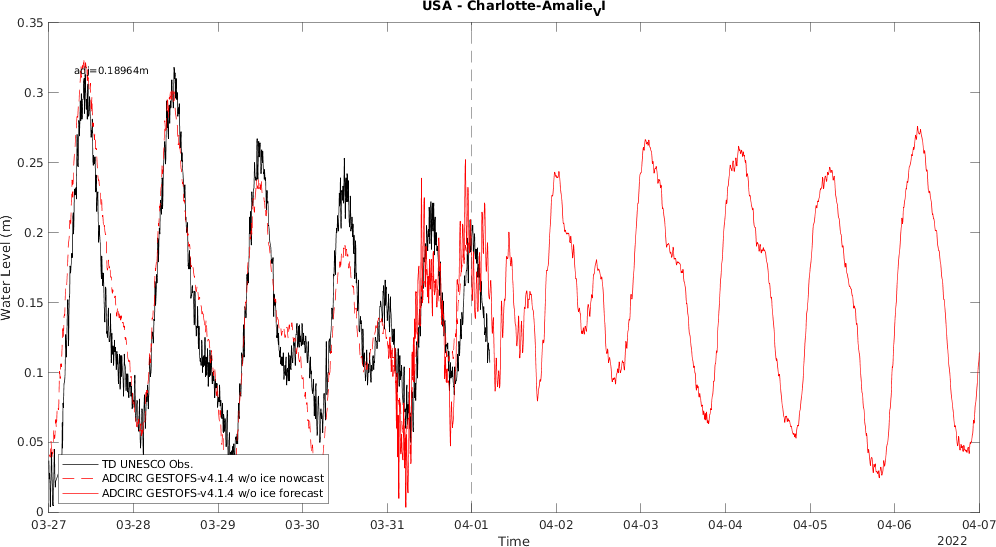 USA - Charlotte-Amalie_VI
0.35
adj=0.18964m
0.3
0.25
0.2
Water Level (m)
0.15
0.1
0.05
0
TD UNESCO Obs.
ADCIRC GESTOFS-v4.1.4 w/o ice nowcast
ADCIRC GESTOFS-v4.1.4 w/o ice forecast
03-27 03-28 03-29 03-30 03-31 04-01 04-02 04-03 04-04 04-05 04-06 04-07
Time
2022